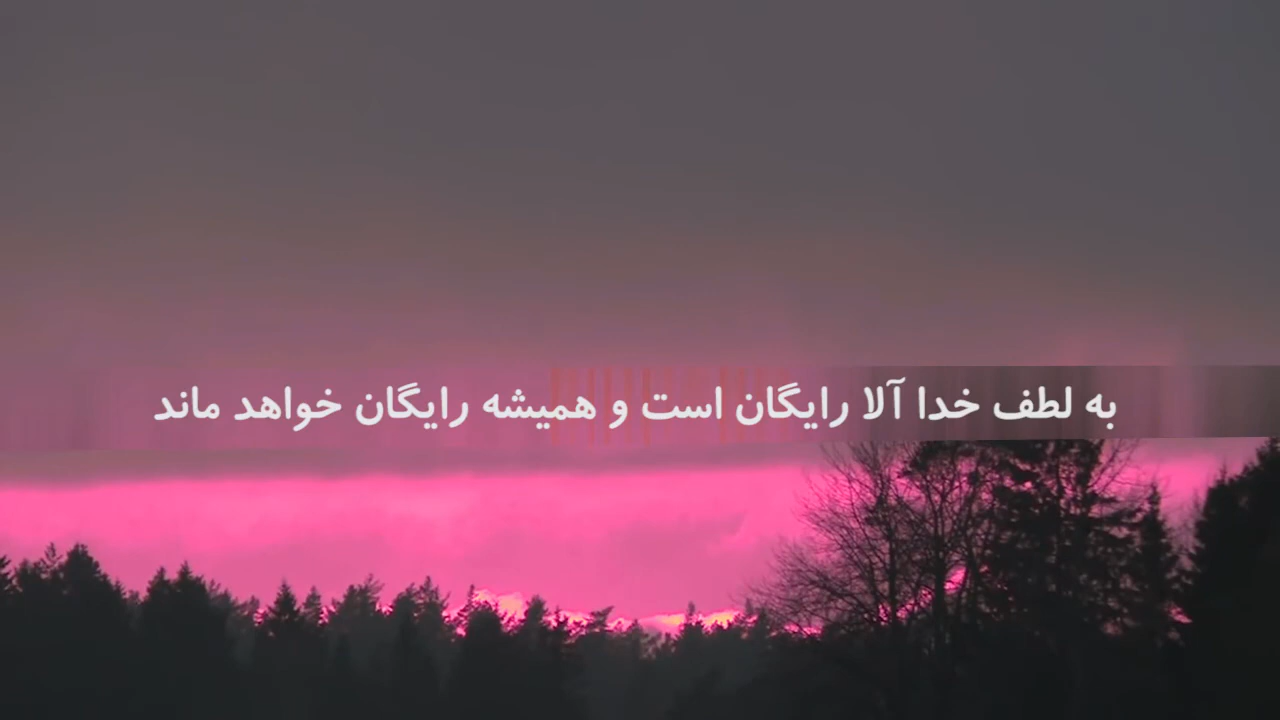 به لطف خدا آلا رایگان است و همیشه رایگان خواهد ماند